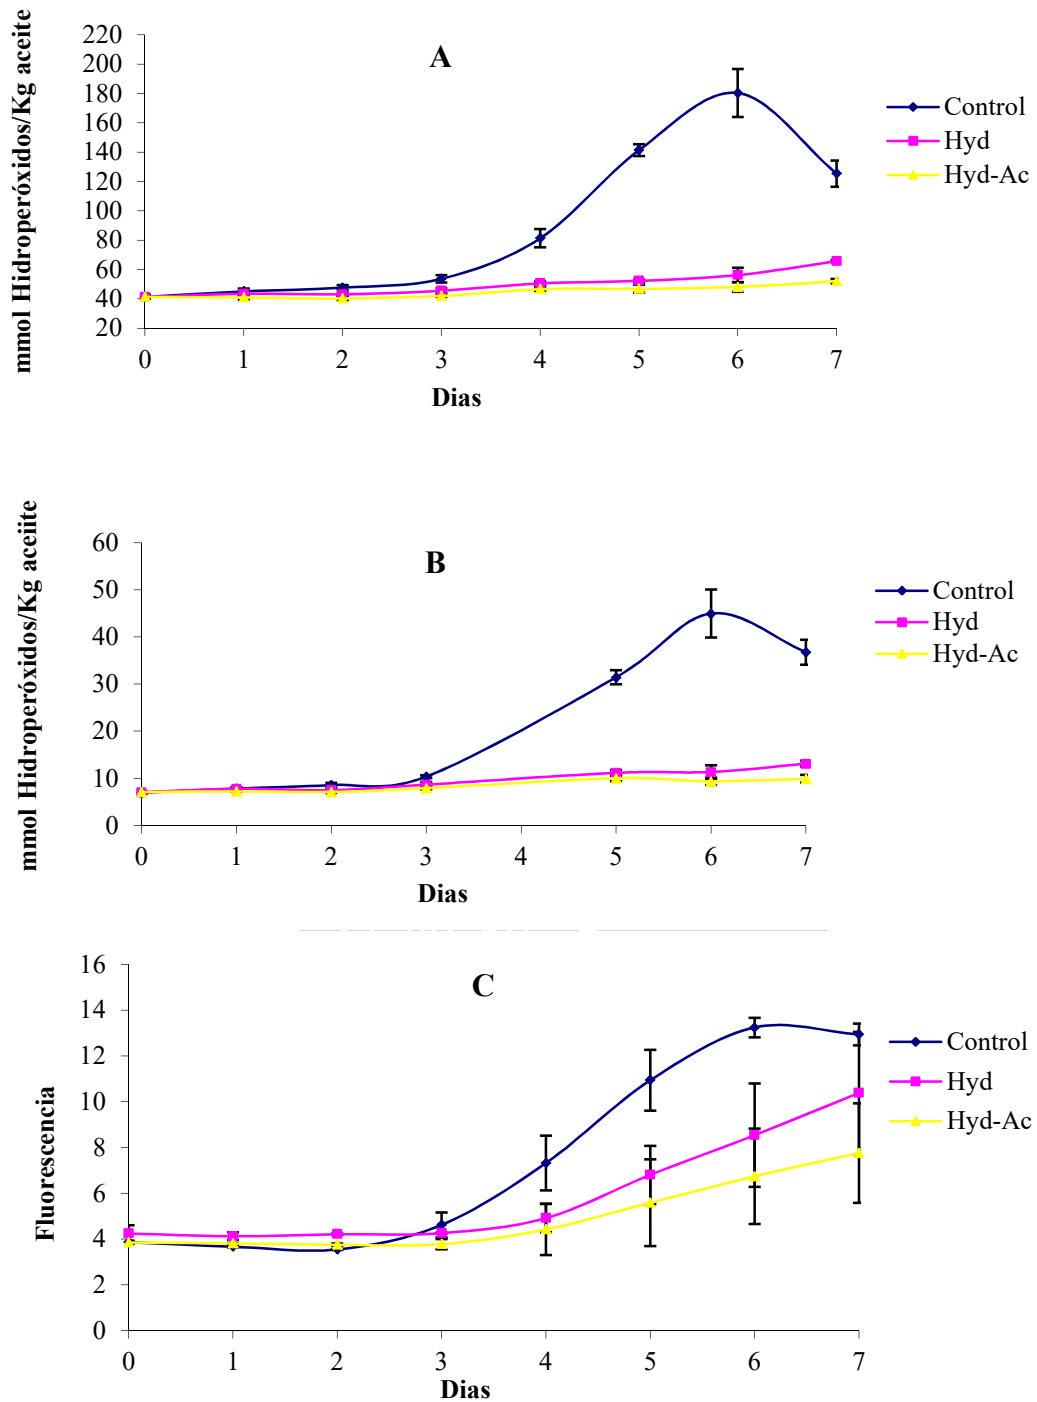 A
mmol Hidroperóxidos/Kg aceite
220
200
180
160
140
120
100
80
60
40
20
0 1 2 3 4 5 6 7
Dias
Control
Hyd
Hyd-Ac
B
mmol Hidroperóxidos/Kg aceiite
60
50
40
30
20
10
0
0 1 2 3 4 5 6 7
Dias
Control
Hyd
Hyd-Ac
C
Fluorescencia
16
14
12
10
8
6
4
2
0
0 1 2 3 4 5 6 7
Dias
Control
Hyd
Hyd-Ac